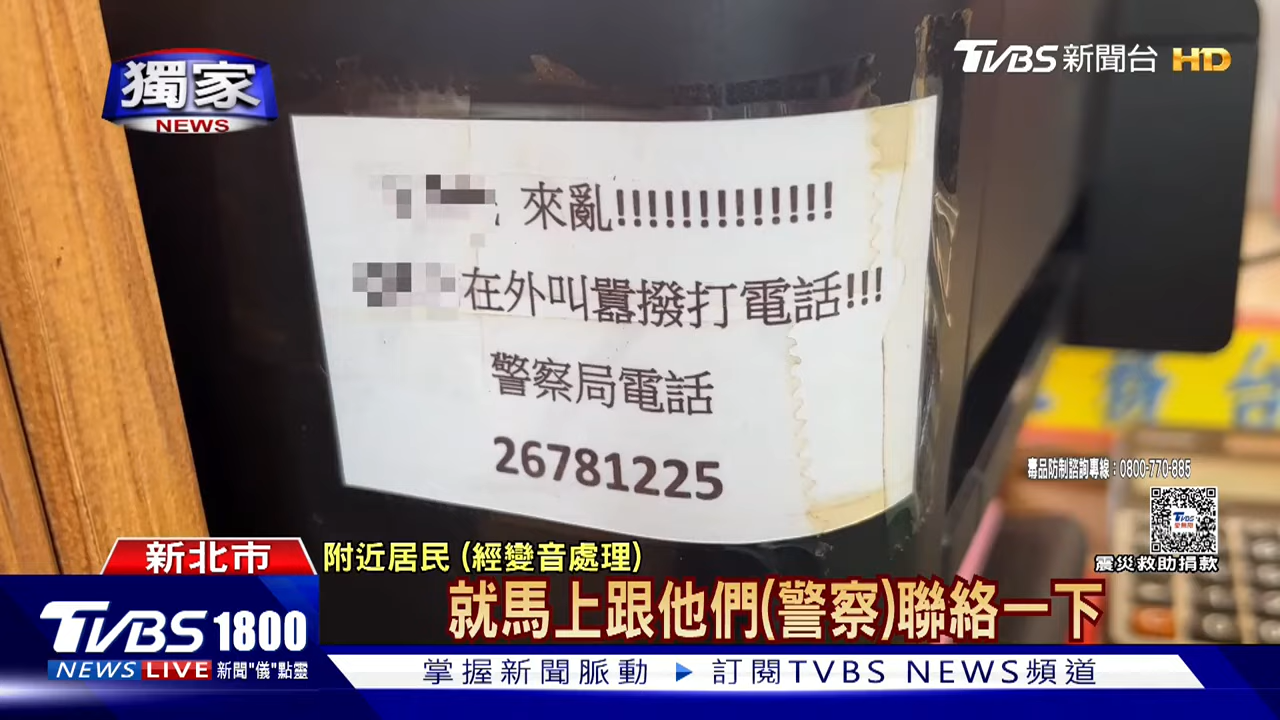 獨家
NEWS
TVBS新聞台 HD
來亂!!!!!!!!!!!!!
在外叫囂撥打電話!!!
警察局電話
26781225
毒品防制諮詢專線：0800-770-885
TVBS
震災救助捐款
新北市
附近居民(經變音處理)
就馬上跟他們(警察)聯絡一下
TVBS 1800
NEWS LIVE 新聞"儀"點靈
掌握新聞脈動 ▶ 訂閱TVBS NEWS頻道